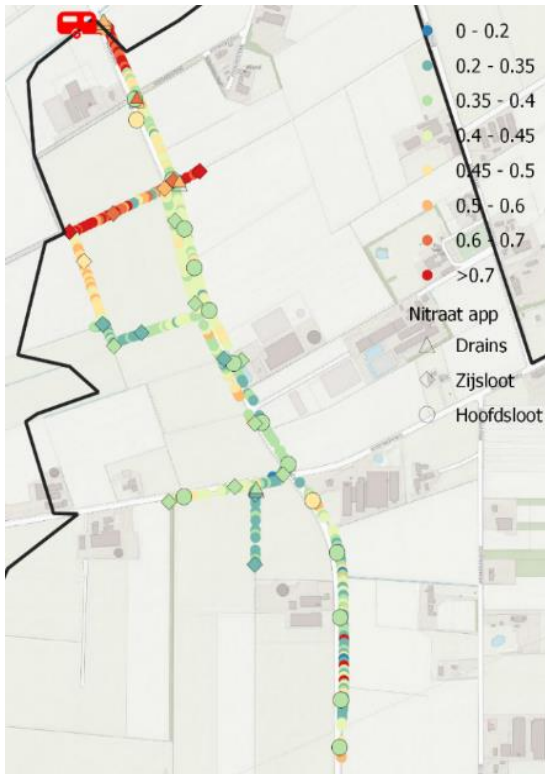 0 - 0.2
0.2 - 0.35
0.35 - 0.4
0.4 - 0.45
0.45 - 0.5
0.5 - 0.6
0.6 - 0.7
>0.7
Nitraat app
Drains
Zijsloot
Hoofdsloot